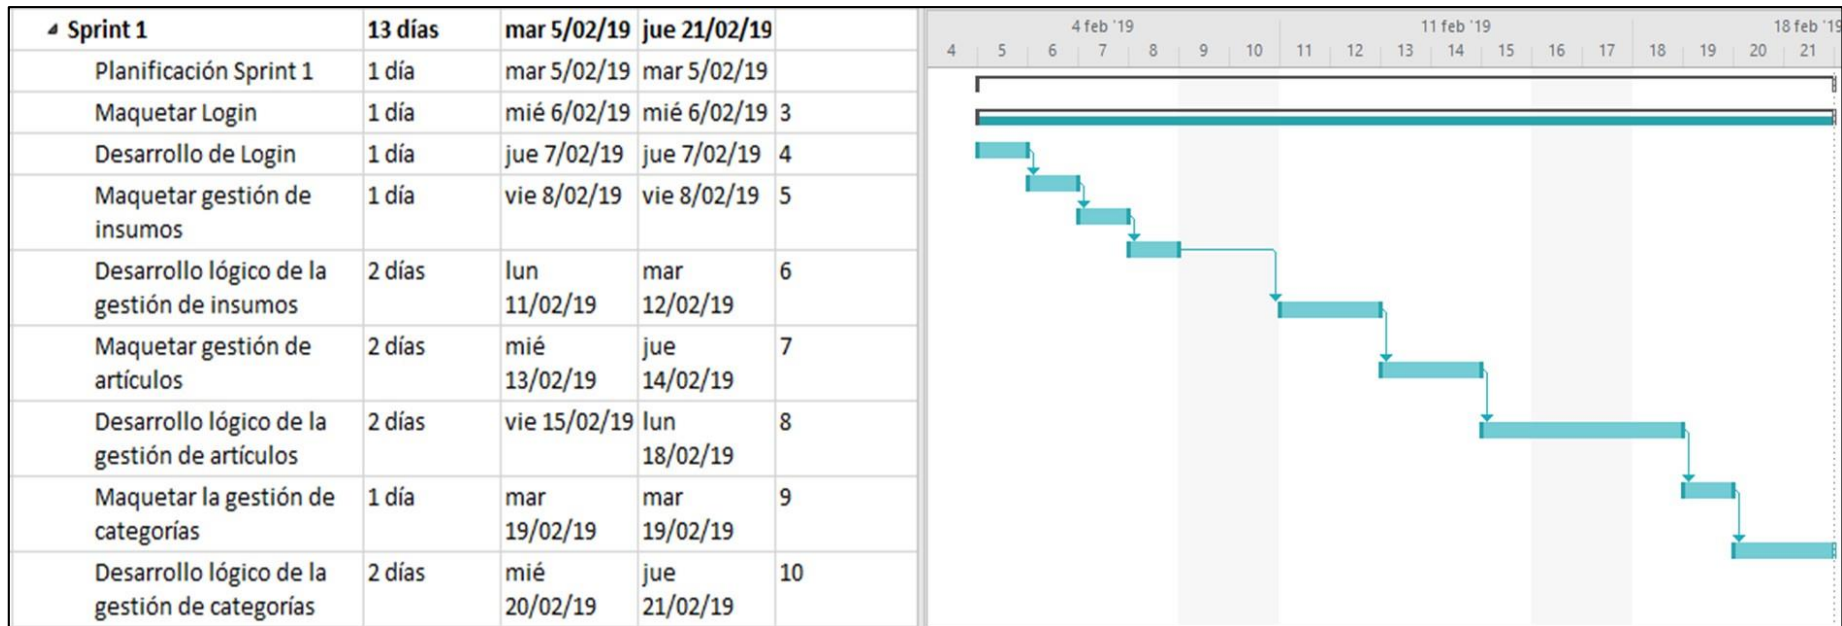 Sprint 1 13 días mar 5/02/19 jue 21/02/19
Planificación Sprint 1 1 día mar 5/02/19 mar 5/02/19
Maquetar Login 1 día mié 6/02/19 mié 6/02/19 3
Desarrollo de Login 1 día jue 7/02/19 jue 7/02/19 4
Maquetar gestión de 1 día vie 8/02/19 vie 8/02/19 5
insumos
Desarrollo lógico de la 2 días lun mar 6
gestión de insumos 11/02/19 12/02/19
Maquetar gestión de 2 días mié jue 7
artículos 13/02/19 14/02/19
Desarrollo lógico de la 2 días vie 15/02/19 lun 8
gestión de artículos 18/02/19
Maquetar la gestión de 1 día mar mar 9
categorías 19/02/19 19/02/19
Desarrollo lógico de la 2 días mié jue 10
gestión de categorías 20/02/19 21/02/19
4 feb '19 11 feb '19 18 feb '19
4 5 6 7 8 9 10 11 12 13 14 15 16 17 18 19 20 21